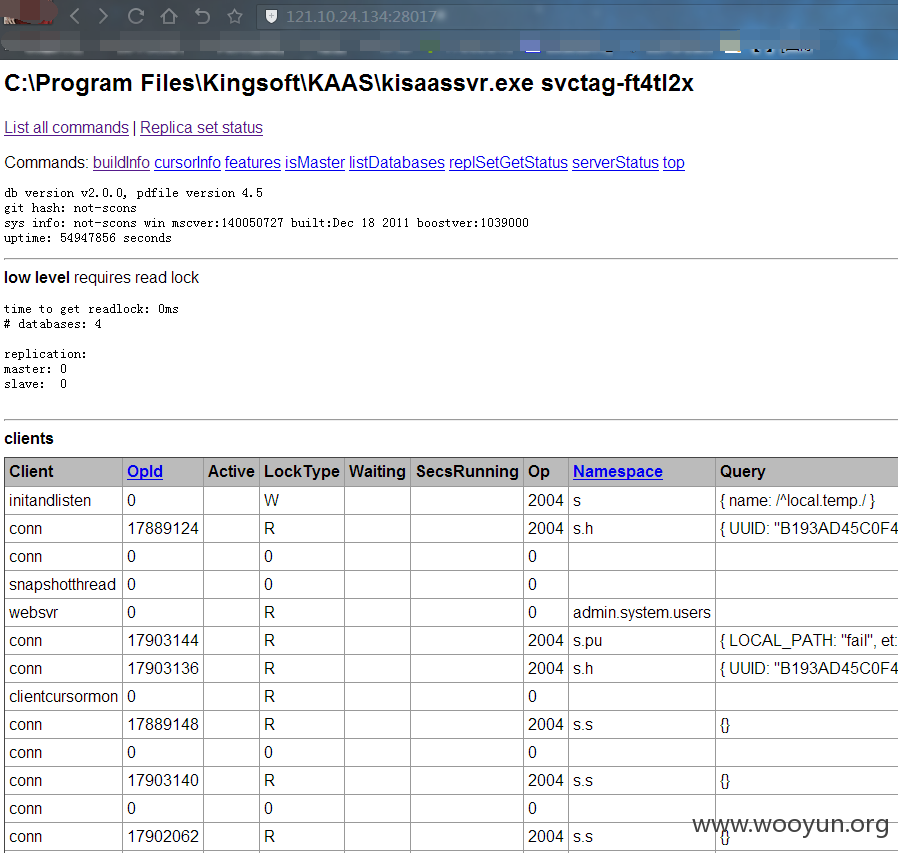 121.10.24.134:28017
C:\Program Files\Kingsoft\KAAS\kisaassvr.exe svctag-ft4tl2x
List all commands | Replica set status
Commands: buildInfo cursorInfo features isMaster listDatabases replSetGetStatus serverStatus top
db version v2.0.0, pdfile version 4.5
git hash: not-scons
sys info: not-scons win mscver:140050727 built:Dec 18 2011 boostver:1039000
uptime: 54947856 seconds
low level requires read lock
time to get readlock: 0ms
# databases: 4
replication:
master: 0
slave: 0
clients
Client OpId Active LockType Waiting SecsRunning Op Namespace Query
initandlisten 0 W 2004 s { name: /^local.temp./ }
conn 17889124 R 2004 s.h { UUID: "B193AD45C0F4
conn 0 0 0
snapshotthread 0 0 0
websvr 0 R 0 admin.system.users
conn 17903144 R 2004 s.pu { LOCAL_PATH: "fail", et:
conn 17903136 R 2004 s.h { UUID: "B193AD45C0F4
clientcursormon 0 R 0
conn 17889148 R 2004 s.s {}
conn 0 0 0
conn 17903140 R 2004 s.s {}
conn 0 0 0
conn 17902062 R 2004 s.s {}
www.wooyun.org